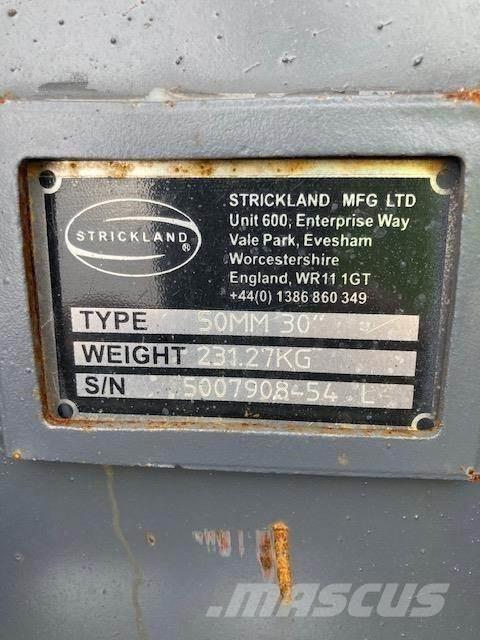 STRICKLAND ®
STRICKLAND MFG LTD
Unit 600, Enterprise Way
Vale Park, Evesham
Worcestershire
England, WR11 1GT
+44(0) 1386 860 349
TYPE 50MM 30"
WEIGHT 231.27KG
S/N 5007908-54 L
MASCUS